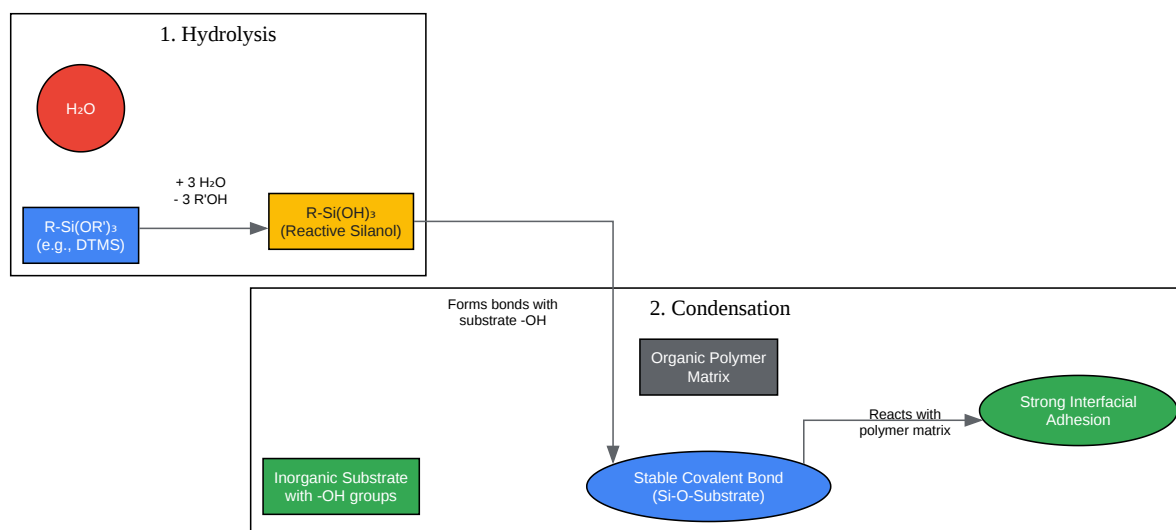 1. Hydrolysis
H₂O
+ 3 H₂O
- 3 R'OH
R-Si(OR')₃
(e.g., DTMS)
R-Si(OH)₃
(Reactive Silanol)
2. Condensation
Forms bonds with
substrate -OH
Organic Polymer
Matrix
Strong Interfacial
Adhesion
Reacts with
polymer matrix
Inorganic Substrate
with -OH groups
Stable Covalent Bond
(Si-O-Substrate)